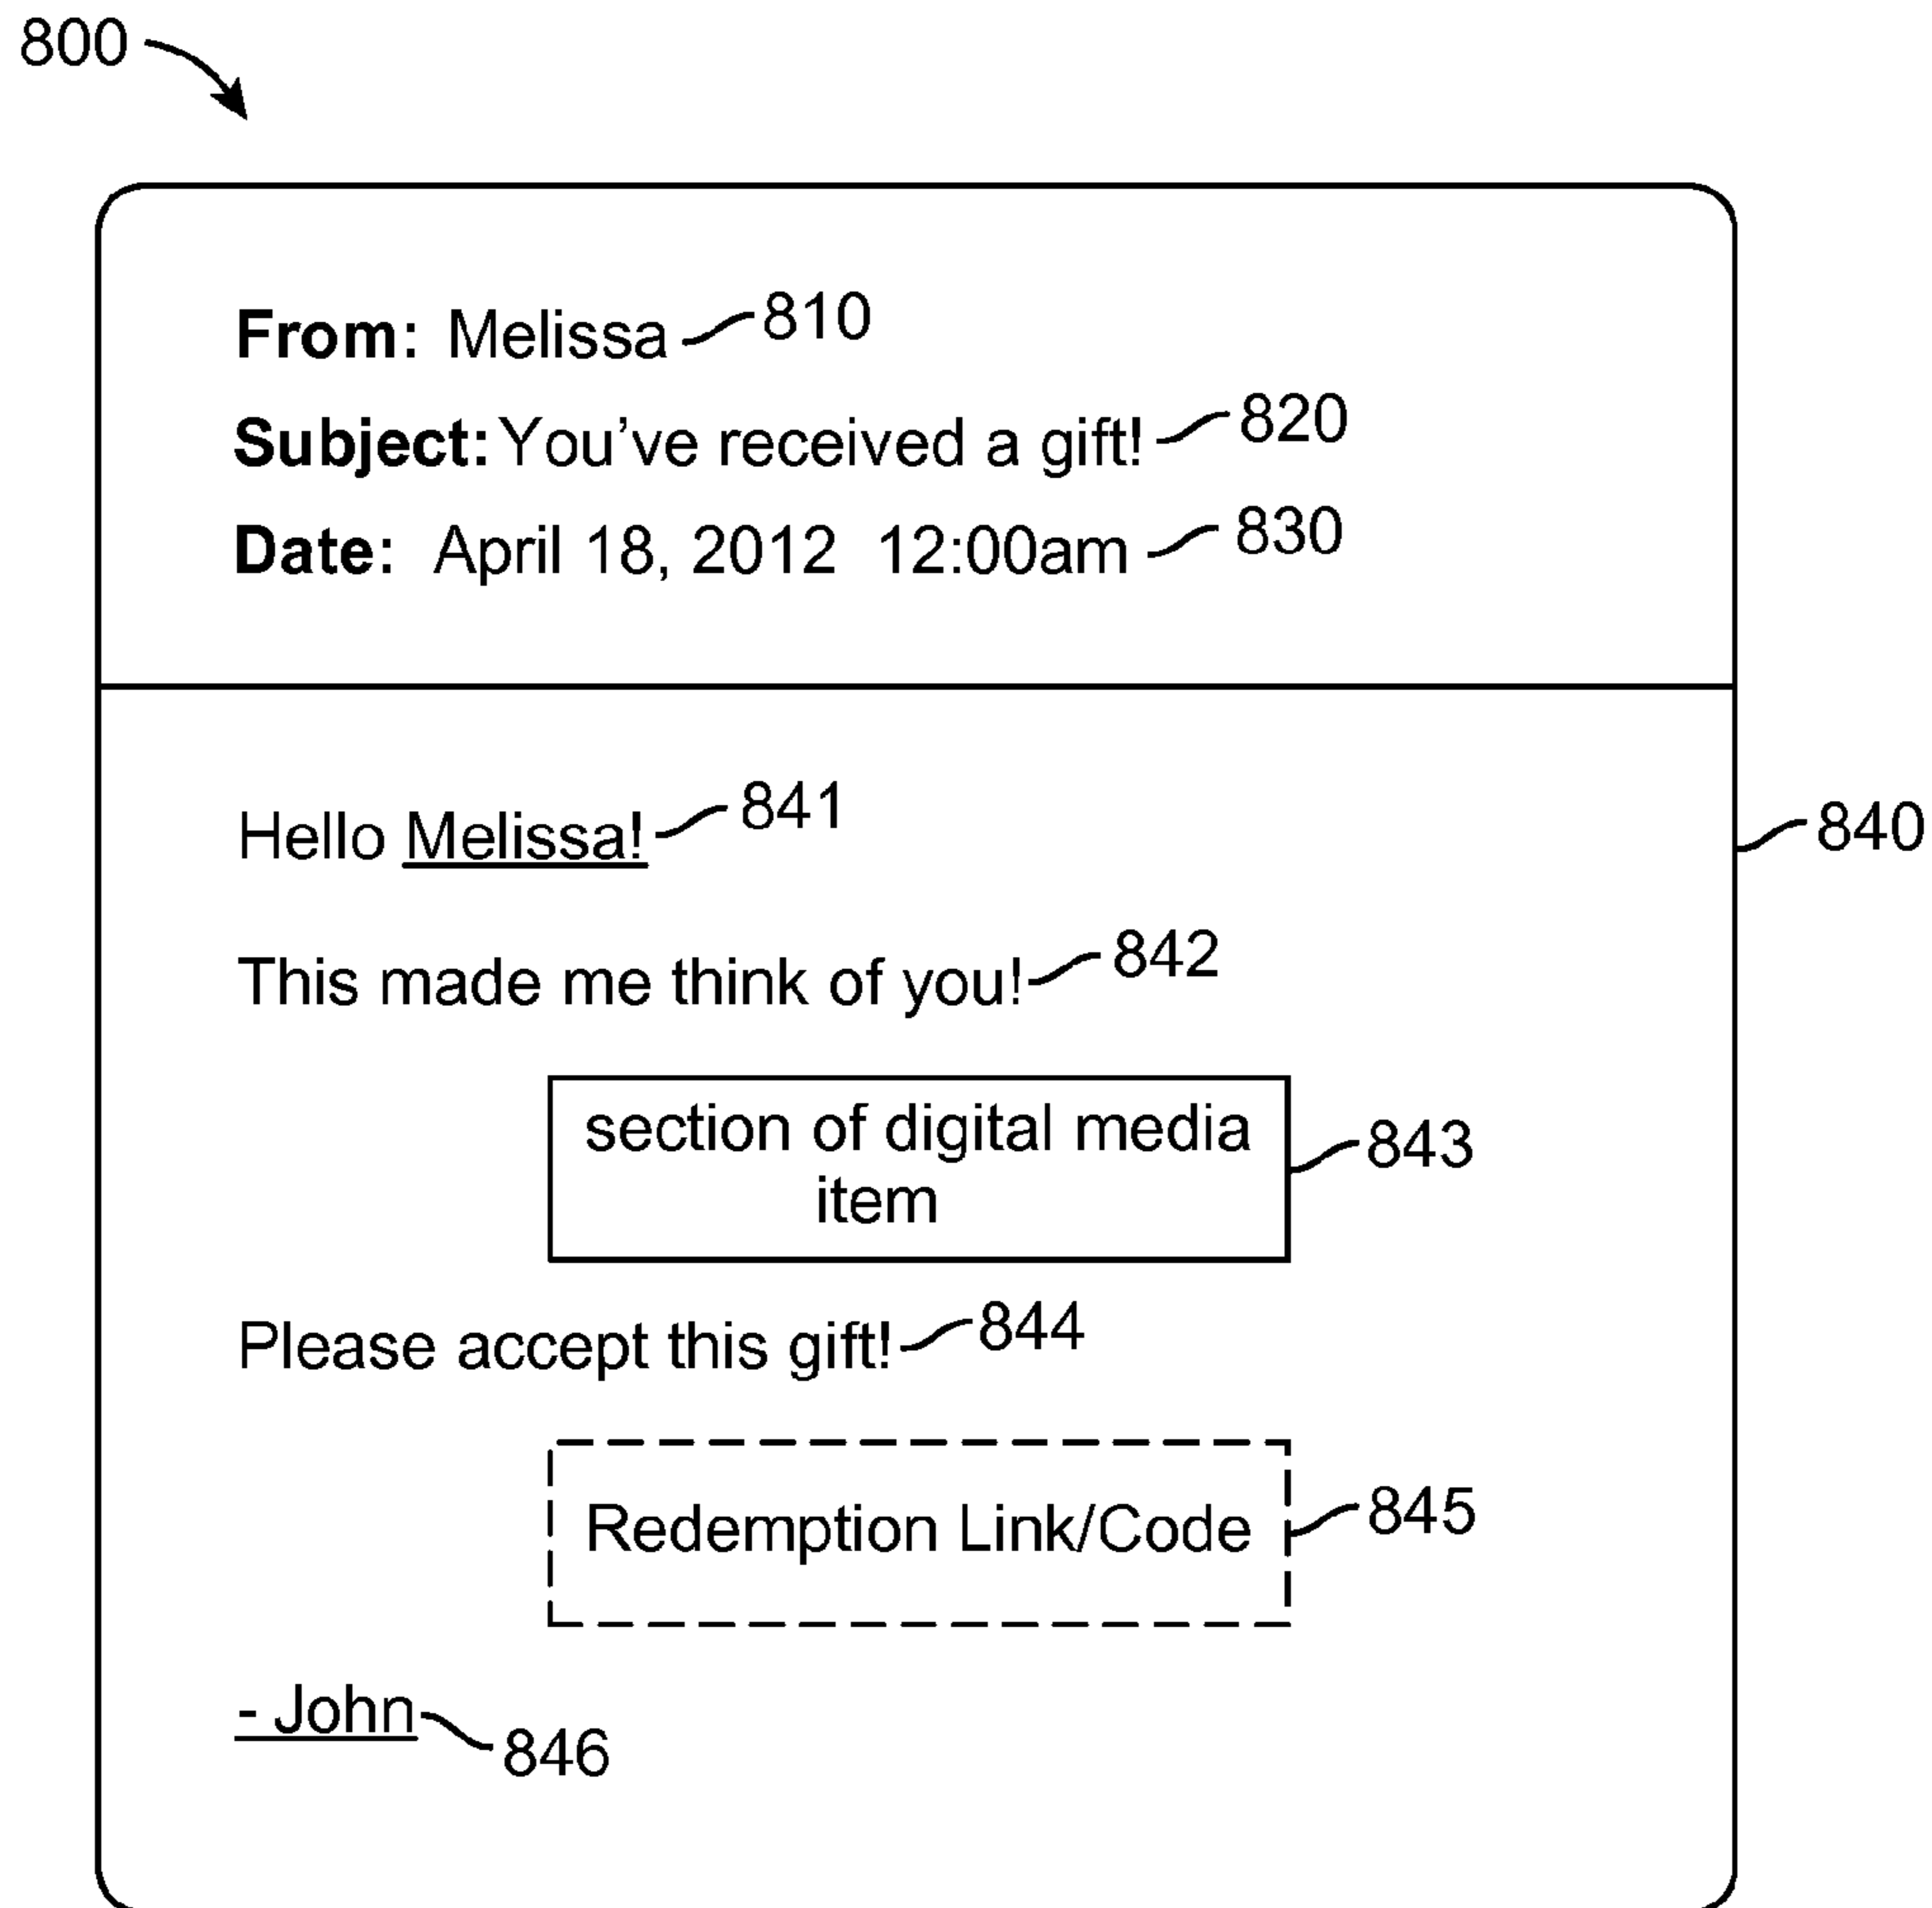 800
From: Melissa 810
Subject: You've received a gift! 820
Date: April 18, 2012 12:00am 830
Hello Melissa! 841
840
This made me think of you! 842
section of digital media
item
843
Please accept this gift! 844
Redemption Link/Code 845
- John 846